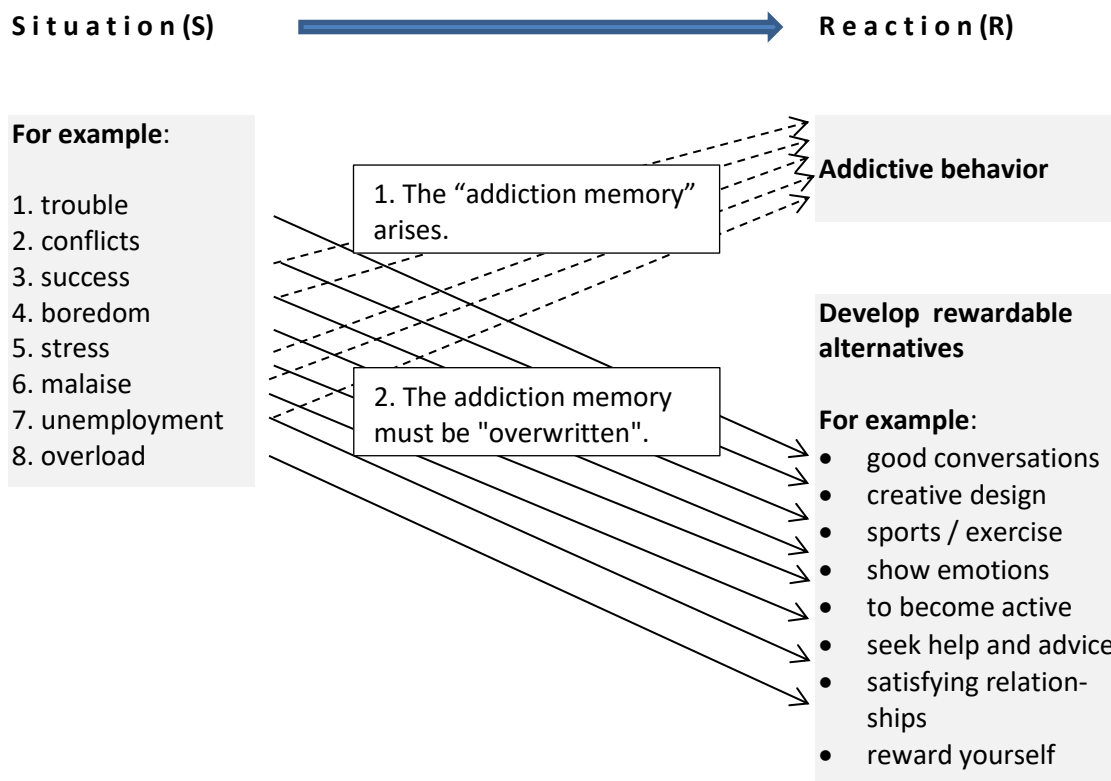 S i t u a t i o n (S)
R e a c t i o n (R)
For example:
1. trouble
2. conflicts
3. success
4. boredom
5. stress
6. malaise
7. unemployment
8. overload
1. The “addiction memory”
arises.
2. The addiction memory
must be "overwritten".
Addictive behavior
Develop rewardable
alternatives
For example:
• good conversations
• creative design
• sports / exercise
• show emotions
• to become active
• seek help and advice
• satisfying relation-
ships
• reward yourself